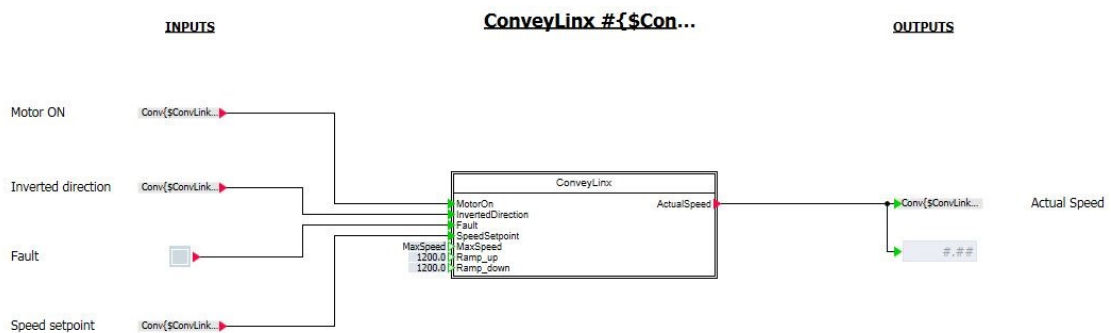 INPUTS
ConveyLinx #{$Con...
OUTPUTS
Motor ON
Conv{$ConvLink...
Inverted direction
Conv{$ConvLink...
ConveyLinx
MotorOn
ActualSpeed
Conv{$ConvLink...
Actual Speed
InvertedDirection
Fault
SpeedSetpoint
MaxSpeed
MaxSpeed
1200.0
Ramp_up
1200.0
Ramp_down
#.##
Fault
Speed setpoint
Conv{$ConvLink...